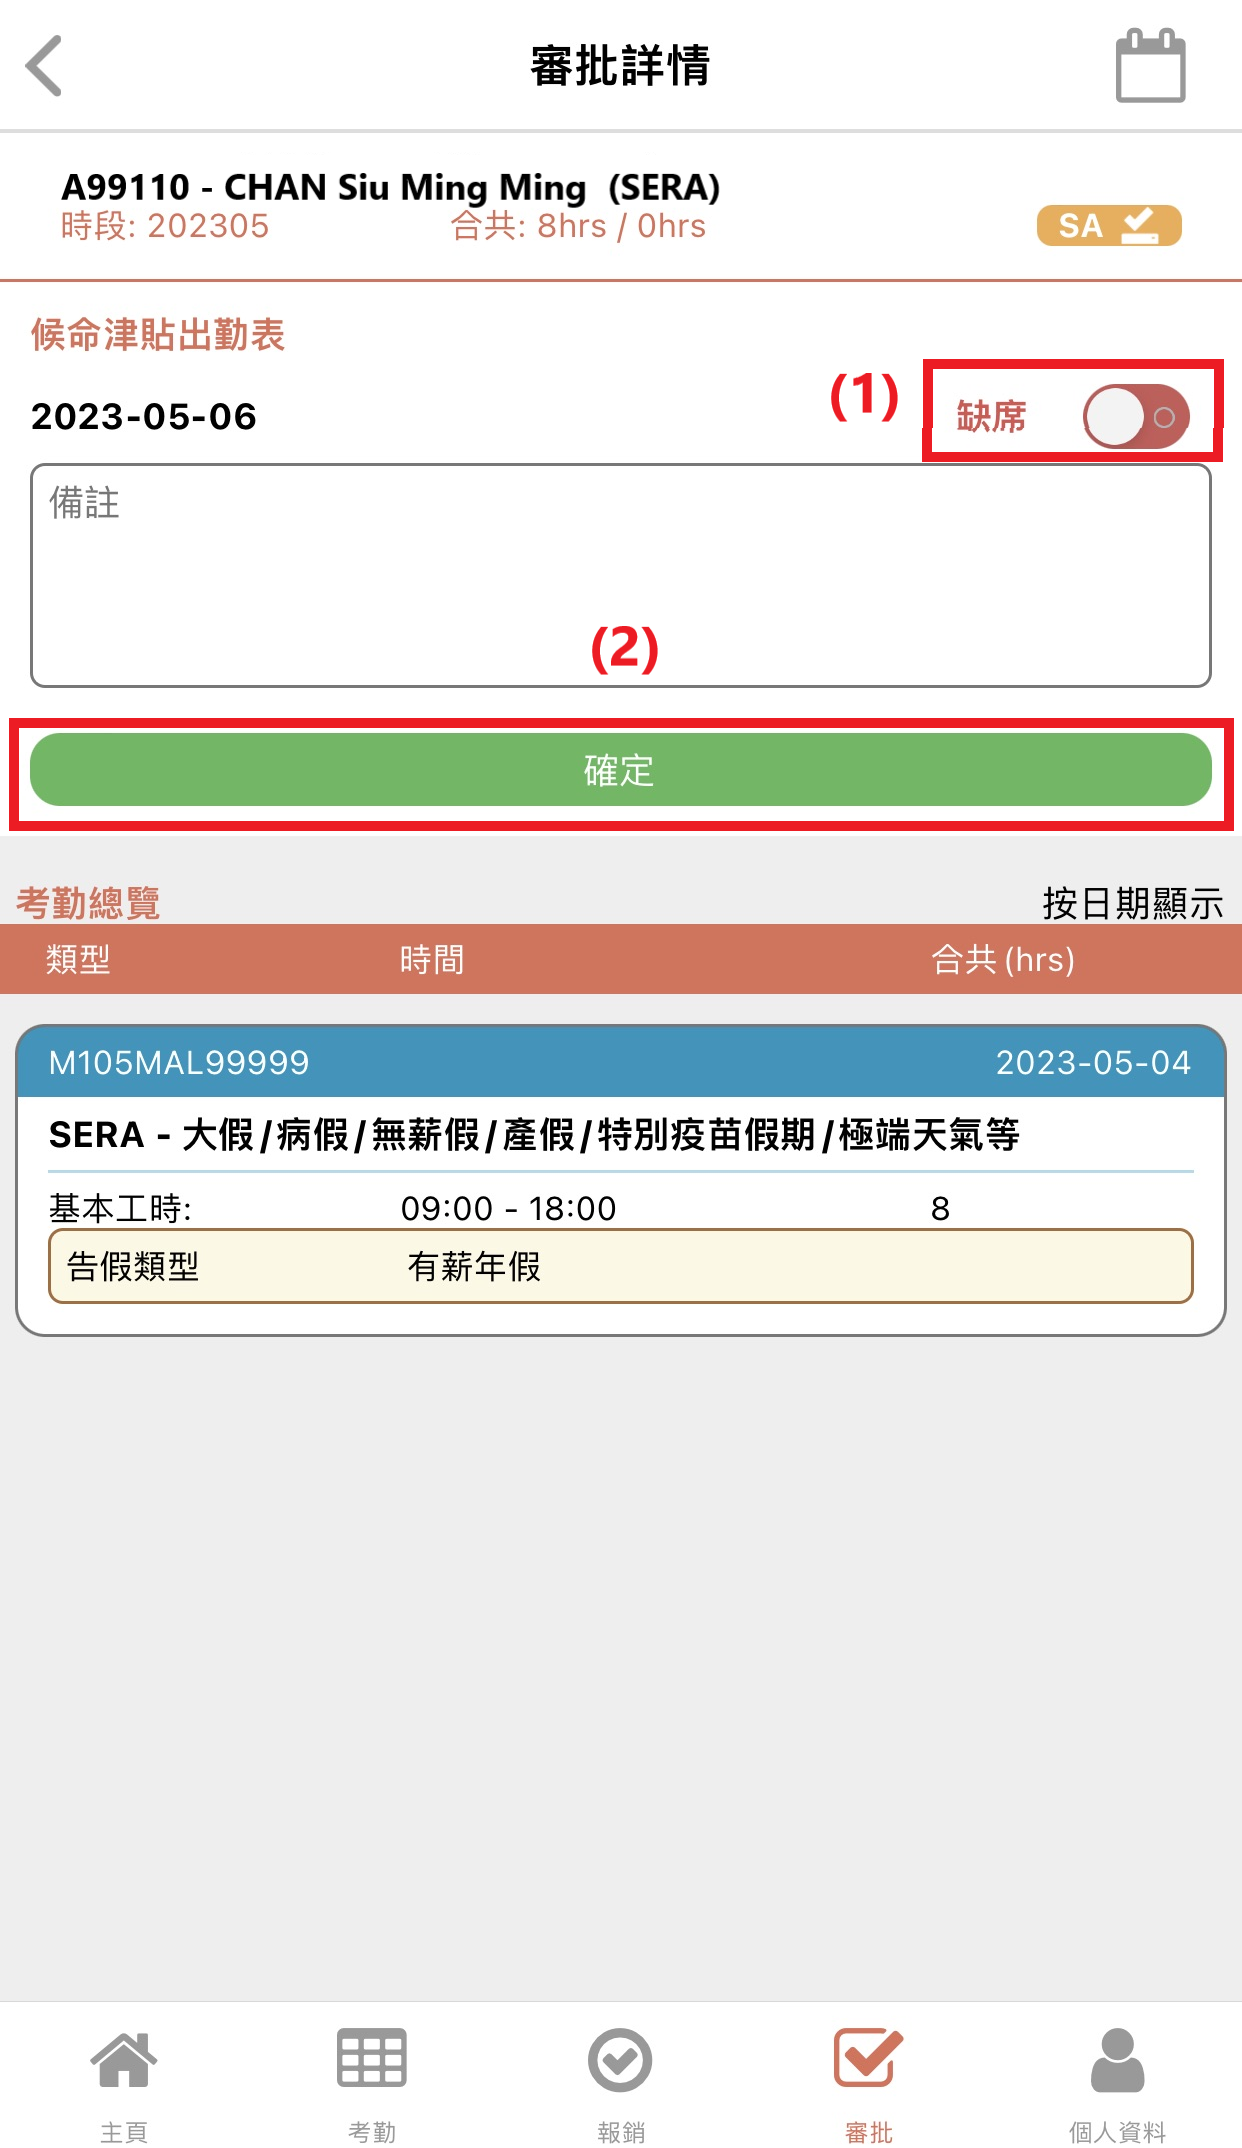 審批詳情
A99110 - CHAN Siu Ming Ming (SERA)
時段: 202305 合共: 8hrs / 0hrs SA
候命津貼出勤表
2023-05-06 (1) 缺席
備註
(2)
確定
考勤總覽 按日期顯示
類型 時間 合共 (hrs)
M105MAL99999 2023-05-04
SERA - 大假/病假/無薪假/產假/特別疫苗假期/極端天氣等
基本工時: 09:00 - 18:00 8
告假類型 有薪年假
主頁 考勤 報銷 審批 個人資料